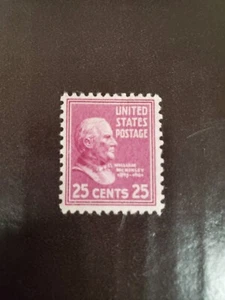 UNITED
STATES
POSTAGE
WILLIAM
McKINLEY
25 CENTS 25